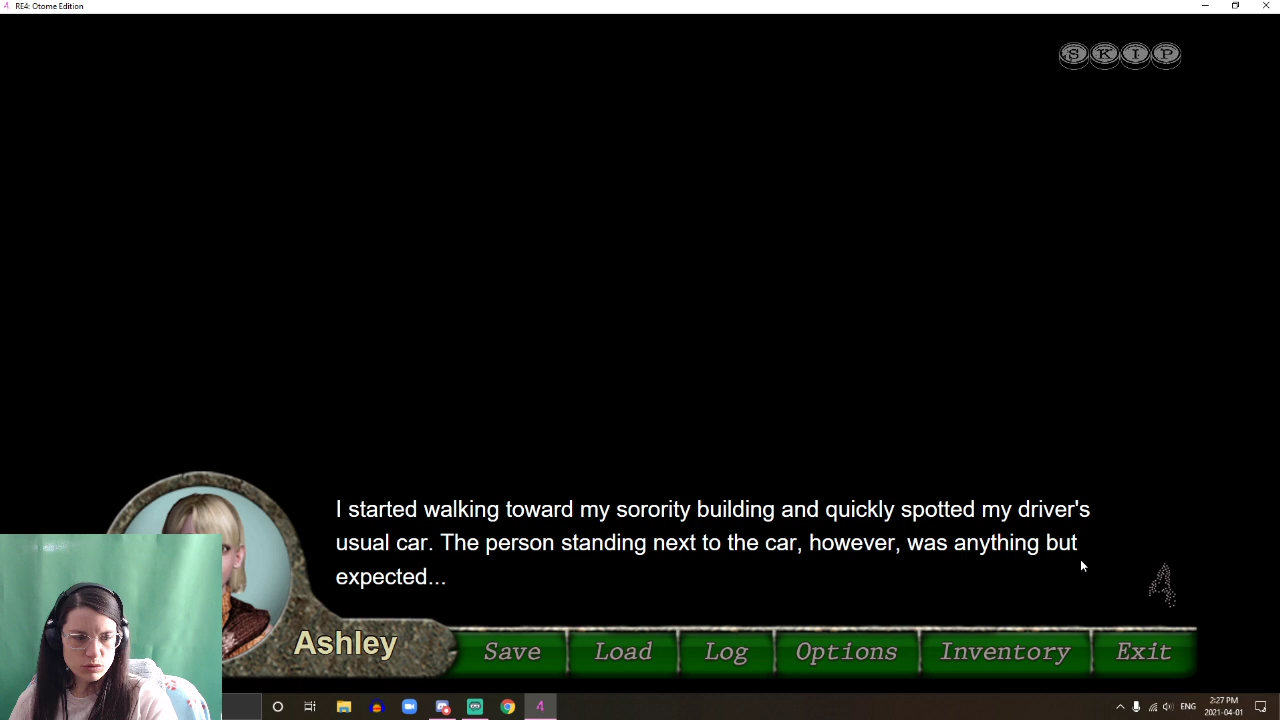 RE4: Otome Edition
SKIP
I started walking toward my sorority building and quickly spotted my driver's
usual car. The person standing next to the car, however, was anything but
expected...
4
Ashley
Save Load Log Options Inventory Exit
ENG
2:27 PM
2021-04-01